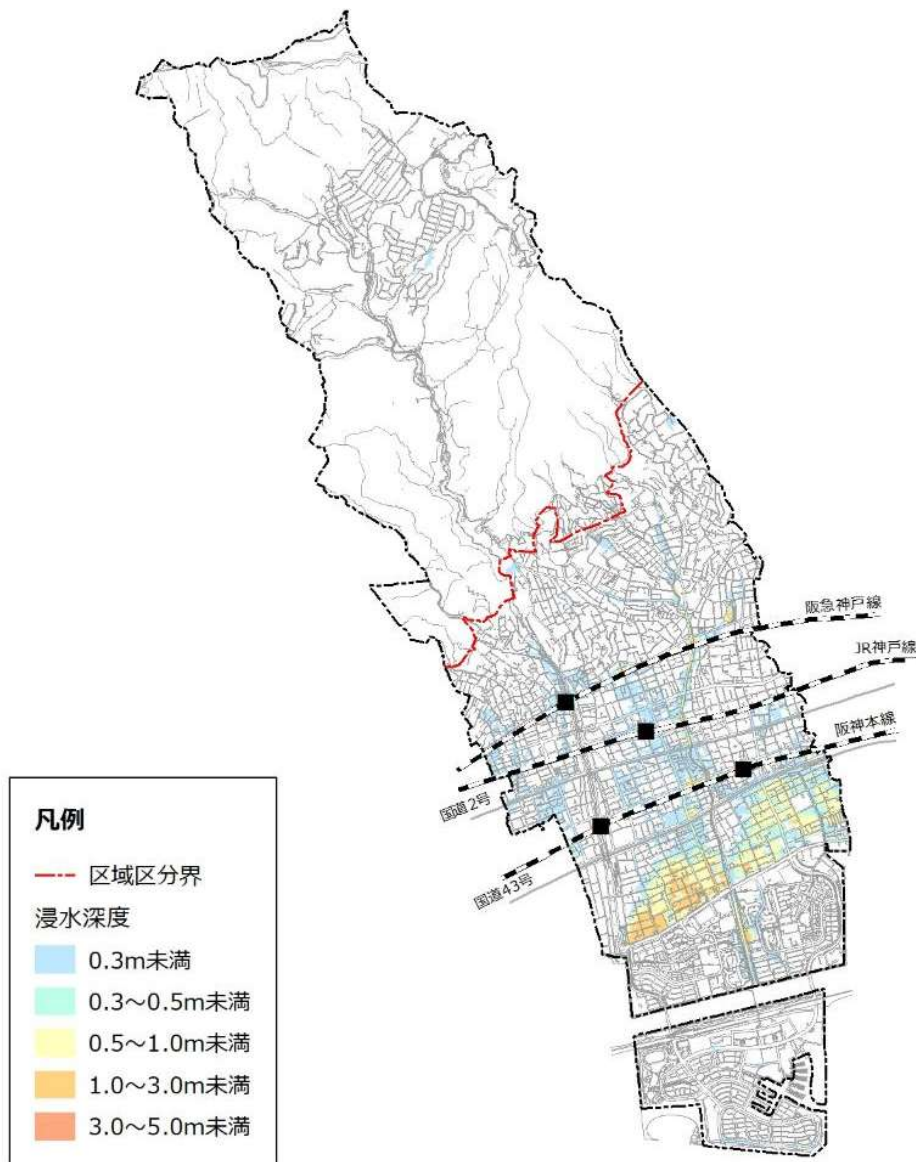 阪急神戸線
JR神戸線
阪神本線
国道2号
国道43号
凡例
区域区分界
浸水深度
0.3m未満
0.3～0.5m未満
0.5～1.0m未満
1.0～3.0m未満
3.0～5.0m未満